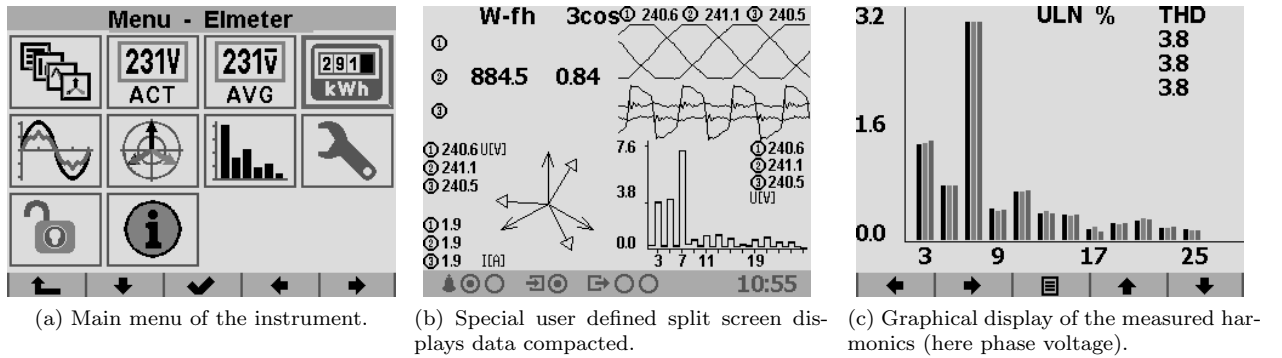 Menu - Elmeter
231V
ACT
231V̅
AVG
291
kWh
(a) Main menu of the instrument.
W-fh 3cos
① 240.6 ② 241.1 ③ 240.5
①
② 884.5 0.84
③
① 240.6 U[V]
② 241.1
③ 240.5
① 1.9
② 1.9
③ 1.9 I[A]
7.6
3.8
0.0
3 7 11 19
① 240.6
② 241.1
③ 240.5
U[V]
10:55
(b) Special user defined split screen dis-
plays data compacted.
ULN % THD
3.8
3.8
3.8
3.2
1.6
0.0
3 9 17 25
(c) Graphical display of the measured har-
monics (here phase voltage).